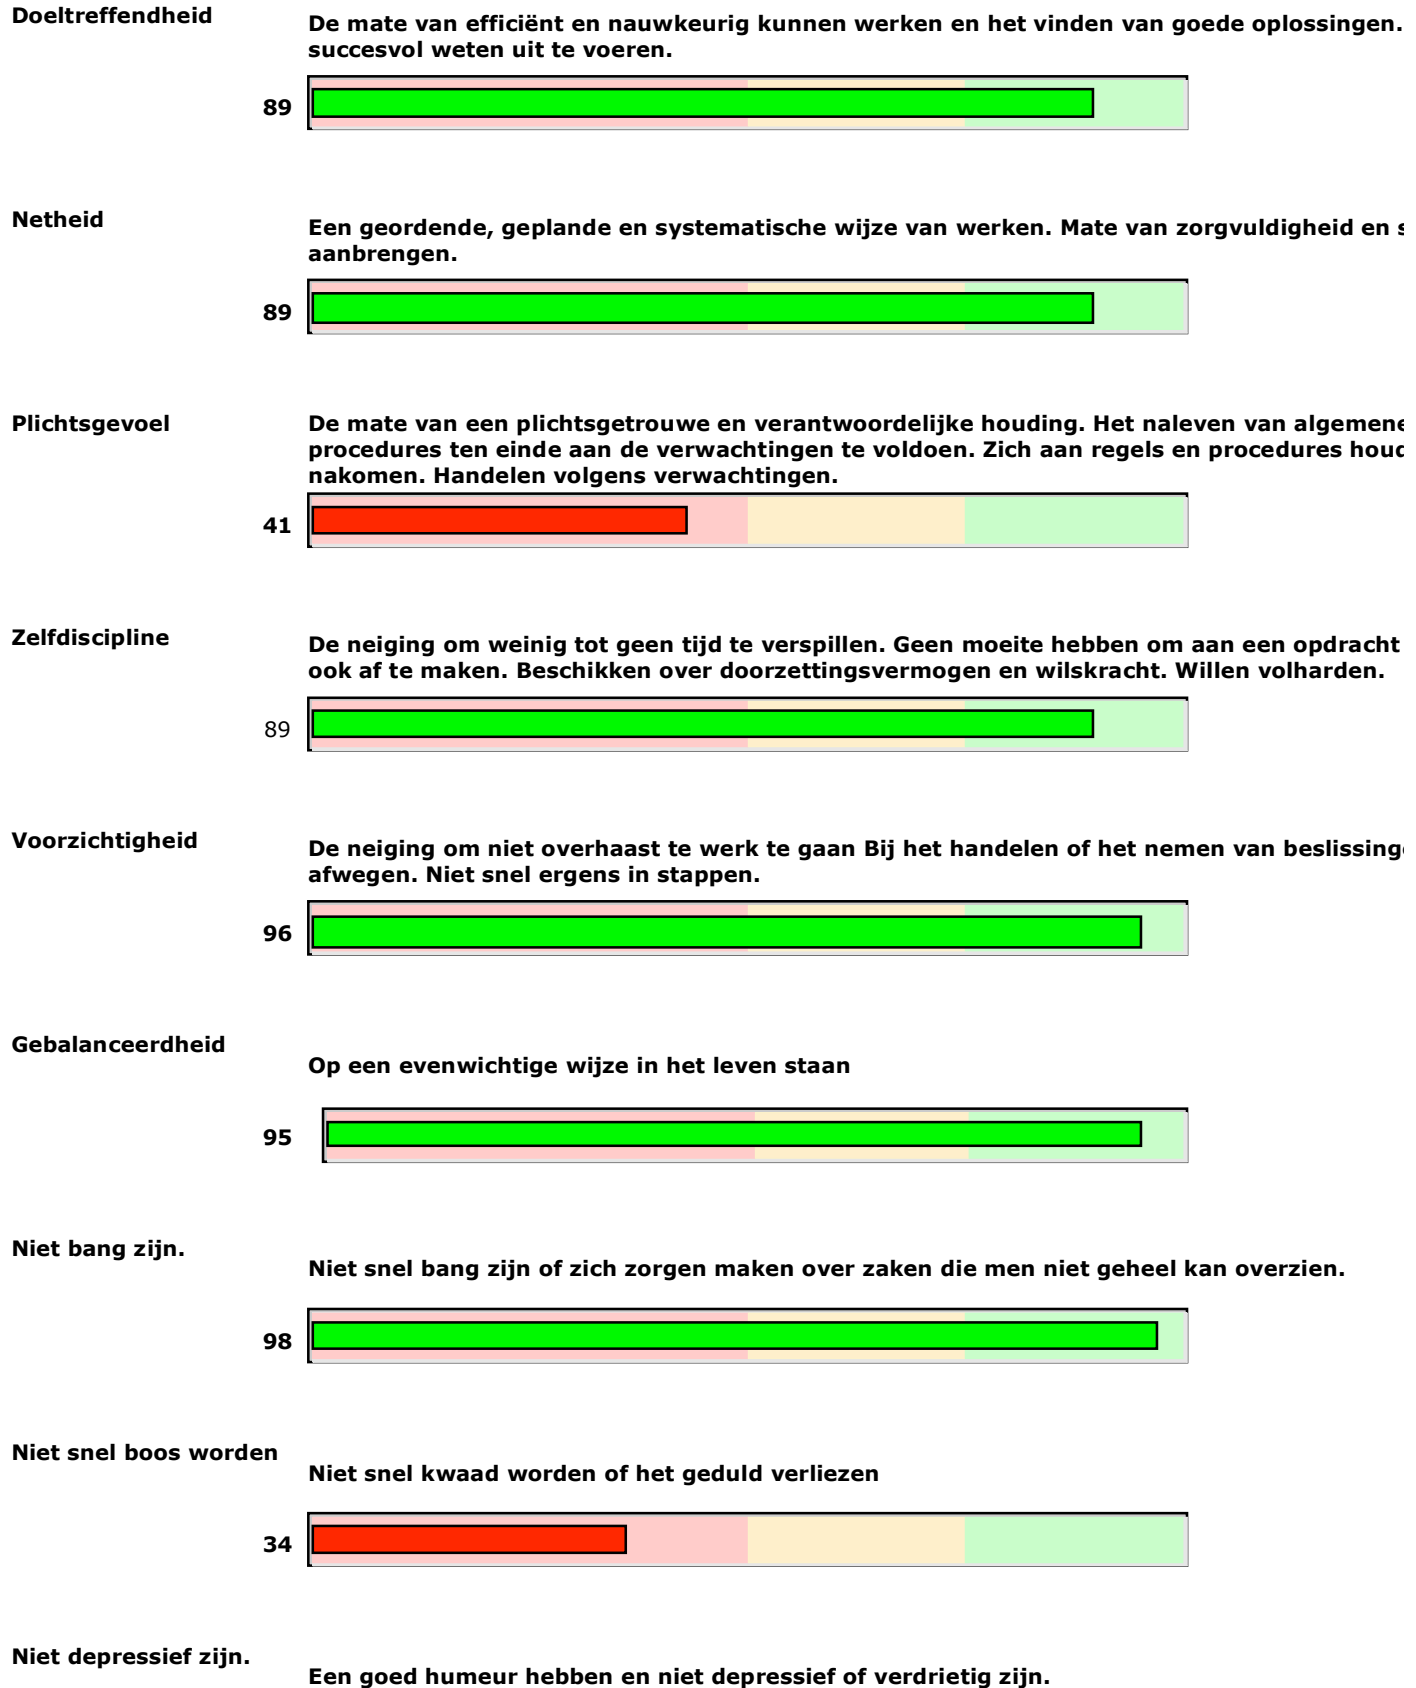 Doeltreffendheid
De mate van efficiënt en nauwkeurig kunnen werken en het vinden van goede oplossingen.
succesvol weten uit te voeren.
89
Netheid
Een geordende, geplande en systematische wijze van werken. Mate van zorgvuldigheid en s
aanbrengen.
89
Plichtsgevoel
De mate van een plichtsgetrouwe en verantwoordelijke houding. Het naleven van algemene
procedures ten einde aan de verwachtingen te voldoen. Zich aan regels en procedures houd
nakomen. Handelen volgens verwachtingen.
41
Zelfdiscipline
De neiging om weinig tot geen tijd te verspillen. Geen moeite hebben om aan een opdracht
ook af te maken. Beschikken over doorzettingsvermogen en wilskracht. Willen volharden.
89
Voorzichtigheid
De neiging om niet overhaast te werk te gaan Bij het handelen of het nemen van beslissinge
afwegen. Niet snel ergens in stappen.
96
Gebalanceerdheid
Op een evenwichtige wijze in het leven staan
95
Niet bang zijn.
Niet snel bang zijn of zich zorgen maken over zaken die men niet geheel kan overzien.
98
Niet snel boos worden
Niet snel kwaad worden of het geduld verliezen
34
Niet depressief zijn.
Een goed humeur hebben en niet depressief of verdrietig zijn.